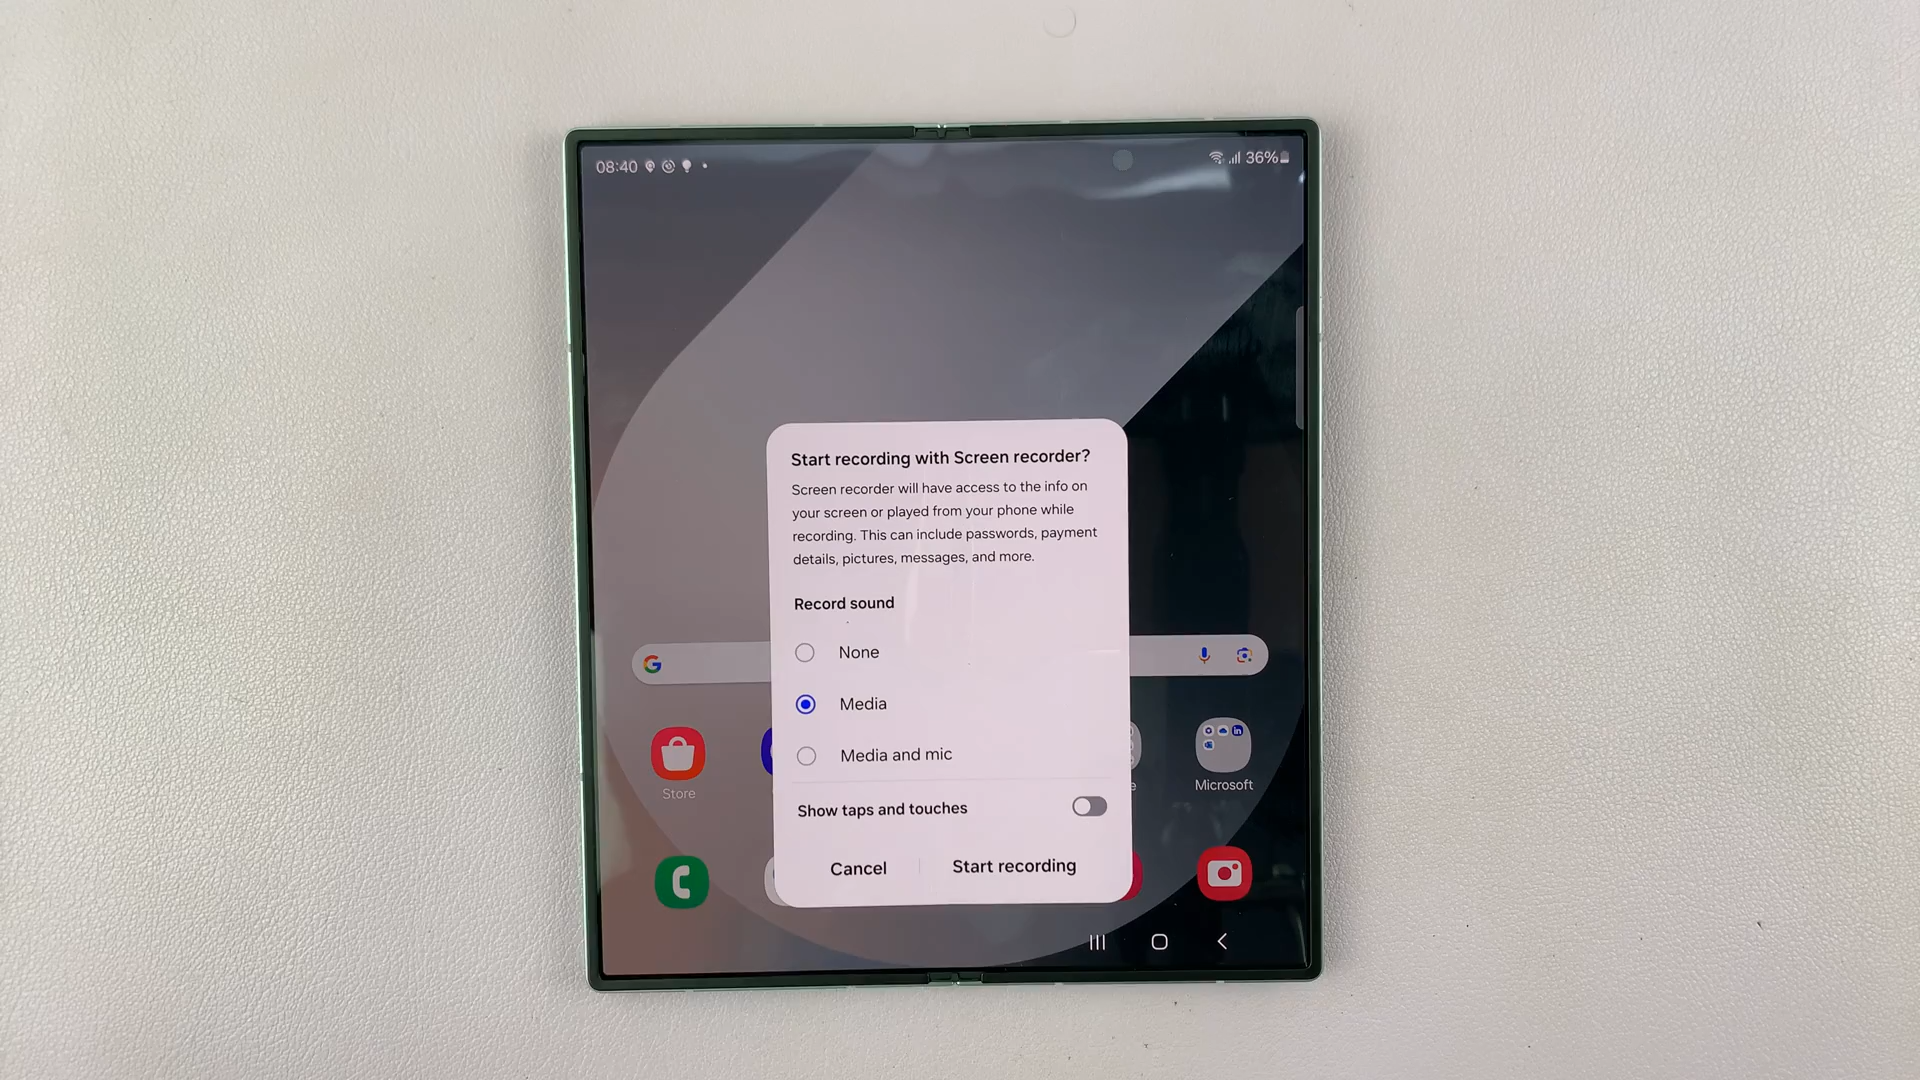 08:40
36%
Start recording with Screen recorder?
Screen recorder will have access to the info on
your screen or played from your phone while
recording. This can include passwords, payment
details, pictures, messages, and more.
Record sound
None
Media
Media and mic
Store
e
Microsoft
Show taps and touches
Cancel
Start recording